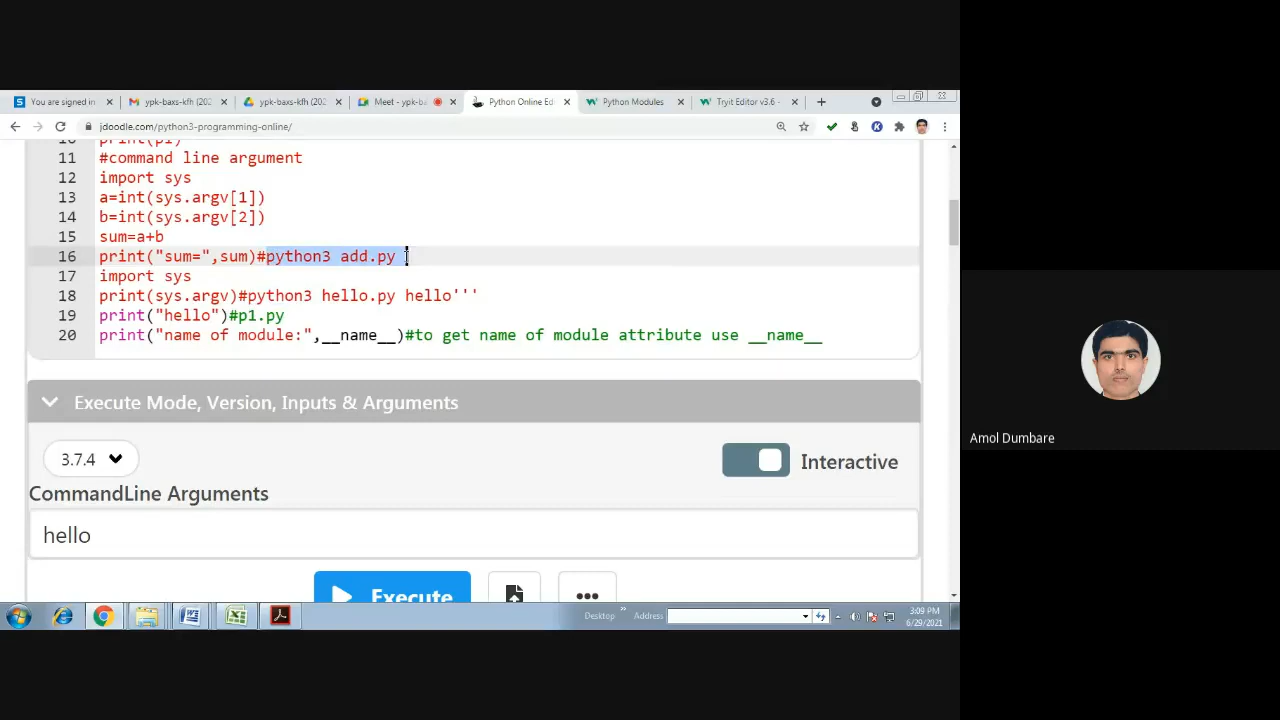 You are signed in
ypk-baxs-kfh (202
ypk-baxs-kfh (202
Meet - ypk-ba
Python Online Ed
Python Modules
Tryit Editor v3.6 -
jdoodle.com/python3-programming-online/
10 print(p1)
11 #command line argument
12 import sys
13 a=int(sys.argv[1])
14 b=int(sys.argv[2])
15 sum=a+b
16 print("sum=",sum)#python3 add.py
17 import sys
18 print(sys.argv)#python3 hello.py hello'''
19 print("hello")#p1.py
20 print("name of module:",__name__)#to get name of module attribute use __name__
Execute Mode, Version, Inputs & Arguments
3.7.4
Interactive
CommandLine Arguments
hello
Execute
Desktop
Address
3:09 PM
6/29/2021
Amol Dumbare